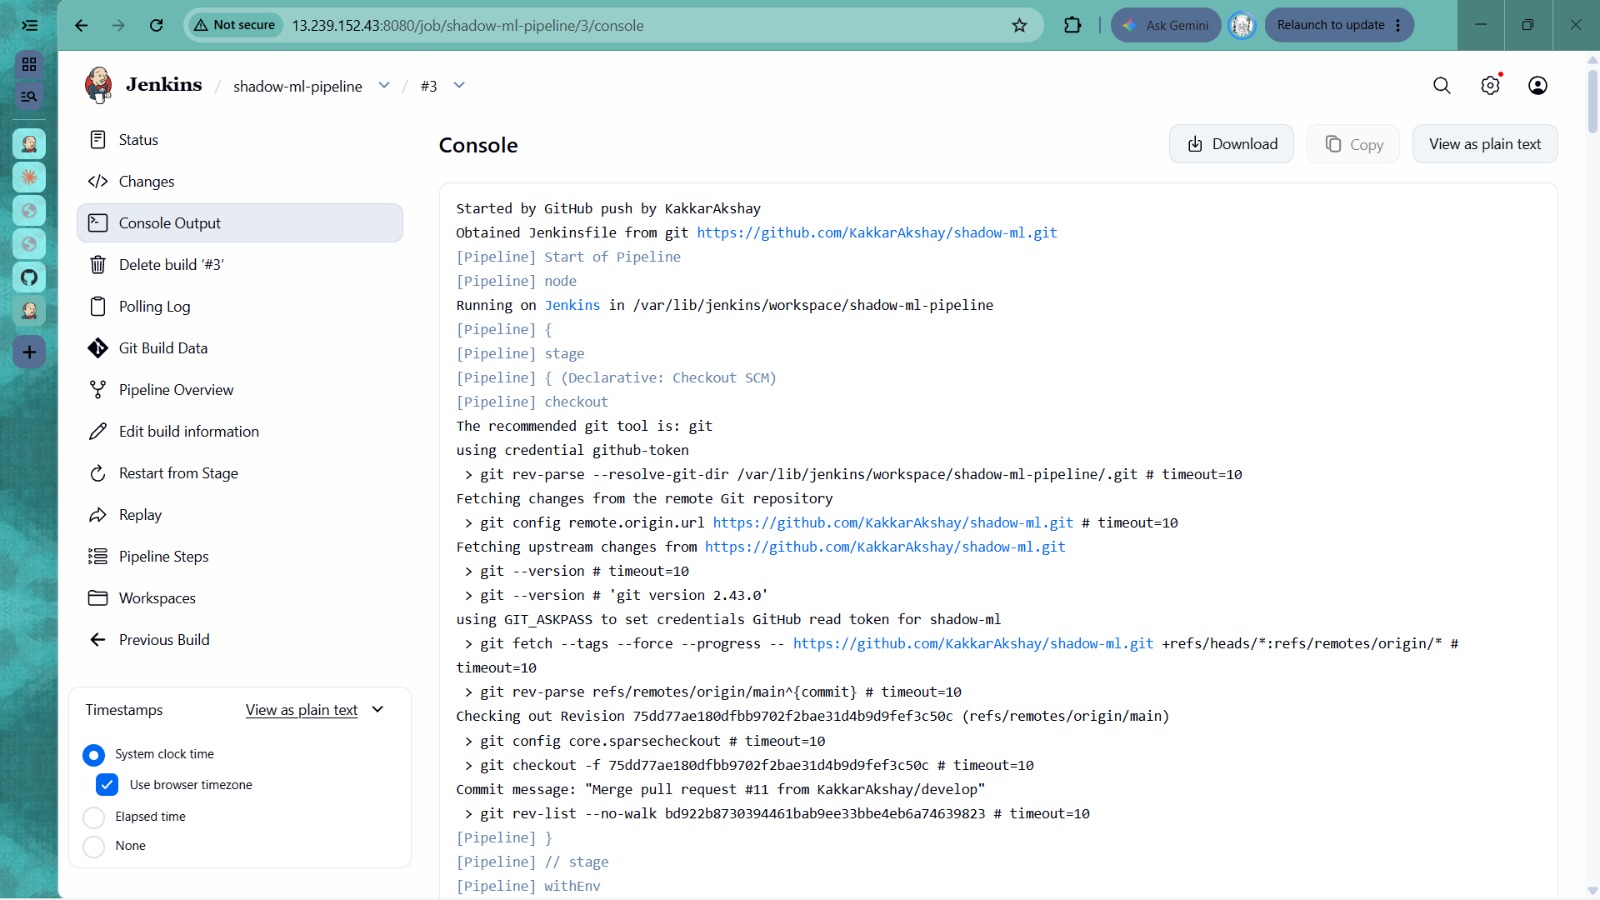 Not secure
13.239.152.43:8080/job/shadow-ml-pipeline/3/console
Ask Gemini
Relaunch to update
Jenkins / shadow-ml-pipeline / #3
Status
Changes
Console Output
Delete build '#3'
Polling Log
Git Build Data
Pipeline Overview
Edit build information
Restart from Stage
Replay
Pipeline Steps
Workspaces
Previous Build
Timestamps
View as plain text
System clock time
Use browser timezone
Elapsed time
None
Console
Download
Copy
View as plain text
Started by GitHub push by KakkarAkshay
Obtained Jenkinsfile from git https://github.com/KakkarAkshay/shadow-ml.git
[Pipeline] Start of Pipeline
[Pipeline] node
Running on Jenkins in /var/lib/jenkins/workspace/shadow-ml-pipeline
[Pipeline] {
[Pipeline] stage
[Pipeline] { (Declarative: Checkout SCM)
[Pipeline] checkout
The recommended git tool is: git
using credential github-token
> git rev-parse --resolve-git-dir /var/lib/jenkins/workspace/shadow-ml-pipeline/.git # timeout=10
Fetching changes from the remote Git repository
> git config remote.origin.url https://github.com/KakkarAkshay/shadow-ml.git # timeout=10
Fetching upstream changes from https://github.com/KakkarAkshay/shadow-ml.git
> git --version # timeout=10
> git --version # 'git version 2.43.0'
using GIT_ASKPASS to set credentials GitHub read token for shadow-ml
> git fetch --tags --force --progress -- https://github.com/KakkarAkshay/shadow-ml.git +refs/heads/*:refs/remotes/origin/* #
timeout=10
> git rev-parse refs/remotes/origin/main^{commit} # timeout=10
Checking out Revision 75dd77ae180dfbb9702f2bae31d4b9d9fef3c50c (refs/remotes/origin/main)
> git config core.sparsecheckout # timeout=10
> git checkout -f 75dd77ae180dfbb9702f2bae31d4b9d9fef3c50c # timeout=10
Commit message: "Merge pull request #11 from KakkarAkshay/develop"
> git rev-list --no-walk bd922b8730394461bab9ee33bbe4eb6a74639823 # timeout=10
[Pipeline] }
[Pipeline] // stage
[Pipeline] withEnv